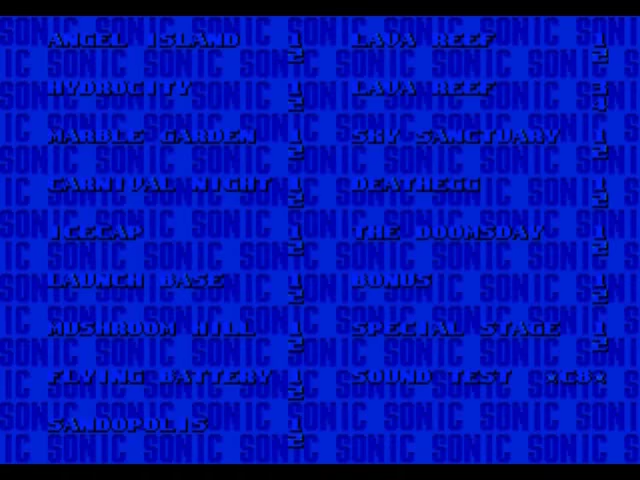 ANGEL ISLAND 1 LAVA REEF 1
2 2
HYDROCITY 1 LAVA REEF 3
2 4
MARBLE GARDEN 1 SKY SANCTUARY 1
2 2
CARNIVAL NIGHT 1 DEATHEGG 1
2 2
ICECAP 1 THE DOOMSDAY 1
2 2
LAUNCH BASE 1 BONUS 1
2 2
MUSHROOM HILL 1 SPECIAL STAGE 1
2 2
FLYING BATTERY 1 SOUND TEST *C8*
2
SANDOPOLIS 1
2